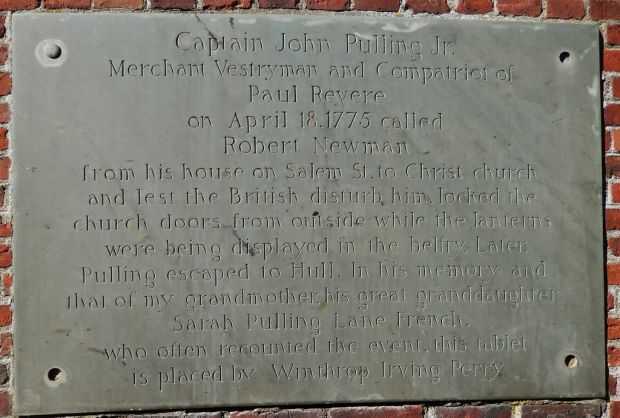 Captain John Pulling Jr.
Merchant Vestryman and Compatriot of
Paul Revere
on April 18, 1775 called
Robert Newman
from his house on Salem St. to Christ church
and lest the British disturb him, locked the
church doors from outside while the lanterns
were being displayed in the belfry. Later
Pulling escaped to Hull. In his memory and
that of my grandmother, his great granddaughter
Sarah Pulling Lane French,
who often recounted the event, this tablet
is placed by Winthrop Irving Perry